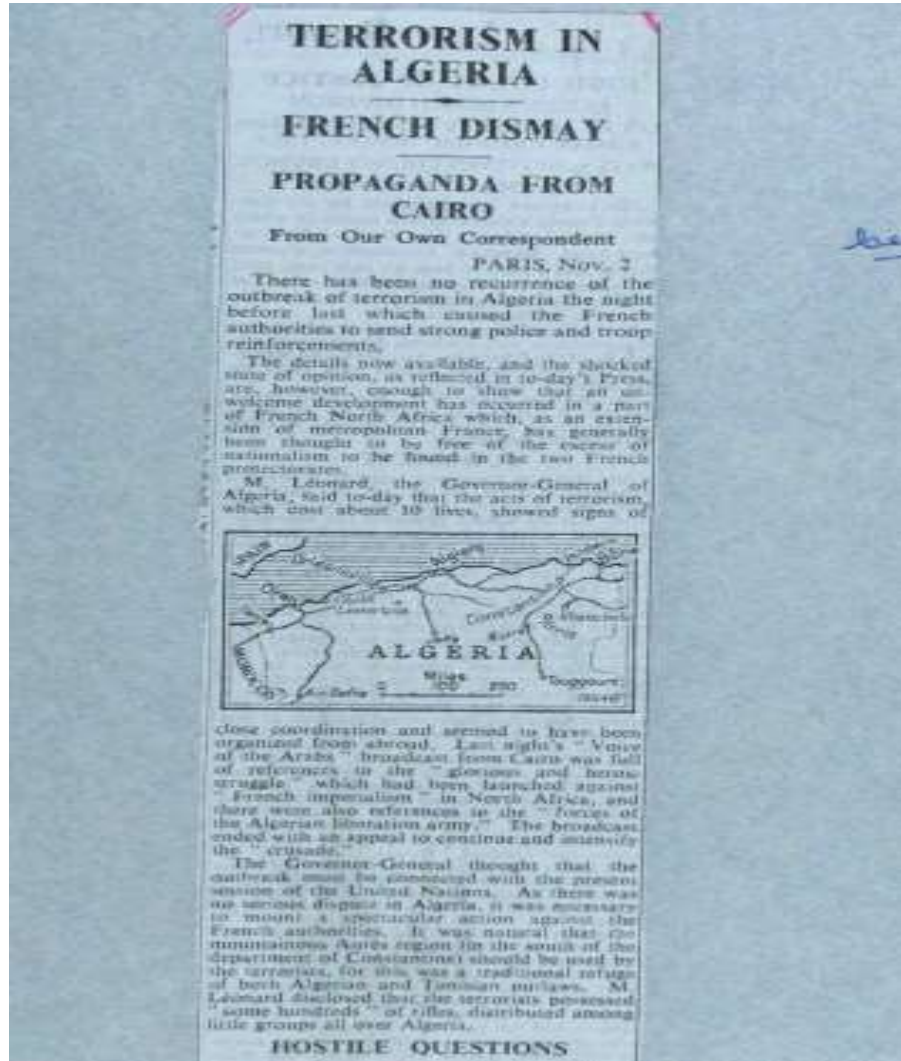 TERRORISM IN
ALGERIA
FRENCH DISMAY
PROPAGANDA FROM
CAIRO
From Our Own Correspondent
PARIS, Nov. 2
There has been no recurrence of the
outbreak of terrorism in Algeria the night
before last which caused the French
authorities to send strong police and troop
reinforcements.
The details now available, and the shocked
state of opinion, as reflected in to-day's Press,
are, however, enough to show that an un-
welcome development has occurred in a part
of French North Africa which, as an exten-
sion of metropolitan France, has generally
been thought to be free of the excess of
nationalism to be found in the two French
protectorates.
M. Léonard, the Governor-General of
Algeria, said to-day that the acts of terrorism,
which cost about 10 lives, showed signs of
SPAIN
Algiers
Oran
MOROCCO
ALGERIA
Miles
0 100 200
Touggourt
close coordination and seemed to have been
organized from abroad. Last night's "Voice
of the Arabs" broadcast from Cairo was full
of references to the "glorious and heroic
struggle" which had been launched against
"French imperialism" in North Africa, and
there were also references to the "forces of
the Algerian liberation army." The broadcast
ended with an appeal to continue and intensify
the "crusade."
The Governor-General thought that the
outbreak must be connected with the present
session of the United Nations. As there was
no serious dispute in Algeria, it was necessary
to mount a spectacular action against the
French authorities. It was natural that the
mountainous Aurès region (in the south of the
department of Constantine) should be used by
the terrorists, for this was a traditional refuge
of both Algerian and Tunisian outlaws. M.
Léonard disclosed that the terrorists possessed
"some hundreds" of rifles, distributed among
little groups all over Algeria.
HOSTILE QUESTIONS
be